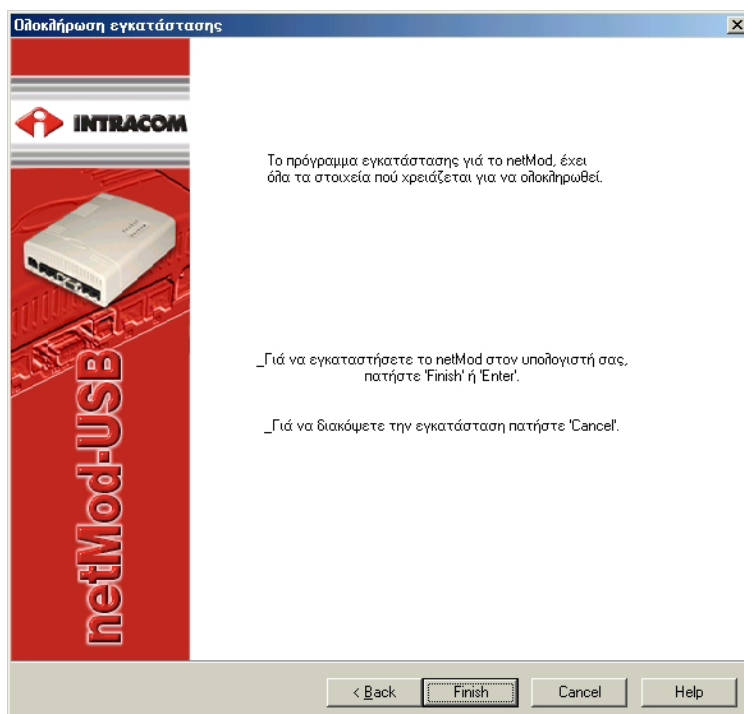 Ολοκλήρωση εγκατάστασης
INTRACOM
Το πρόγραμμα εγκατάστασης γιά το netMod, έχει
όλα τα στοιχεία πού χρειάζεται για να ολοκληρωθεί.
_Γιά να εγκαταστήσετε το netMod στον υπολογιστή σας,
πατήστε 'Finish' ή 'Enter'.
_Γιά να διακόψετε την εγκατάσταση πατήστε 'Cancel'.
netMod-USB
< Back
Finish
Cancel
Help